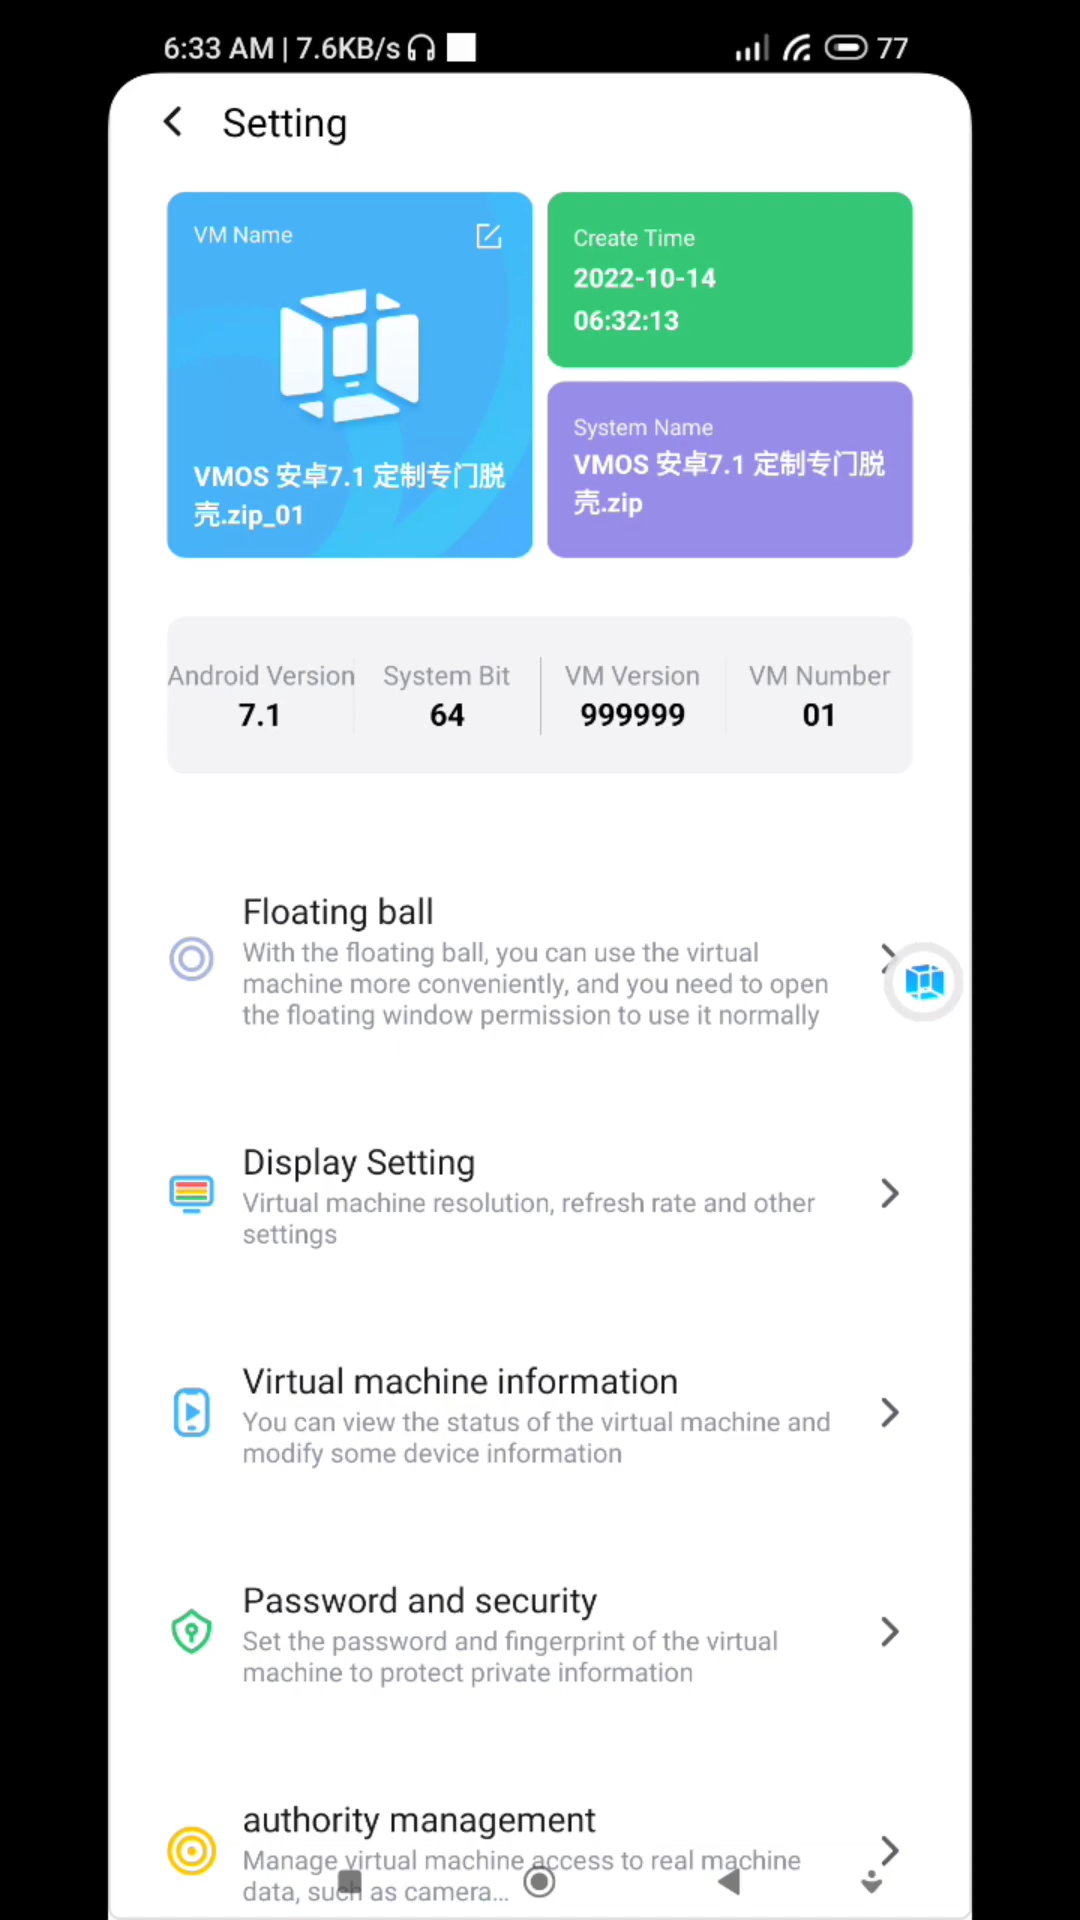 6:33 AM | 7.6KB/s 77
Setting
VM Name
VMOS 安卓7.1 定制专门脱
壳.zip_01
Create Time
2022-10-14
06:32:13
System Name
VMOS 安卓7.1 定制专门脱
壳.zip
Android Version System Bit VM Version VM Number
7.1 64 999999 01
Floating ball
With the floating ball, you can use the virtual
machine more conveniently, and you need to open
the floating window permission to use it normally
Display Setting
Virtual machine resolution, refresh rate and other
settings
Virtual machine information
You can view the status of the virtual machine and
modify some device information
Password and security
Set the password and fingerprint of the virtual
machine to protect private information
authority management
Manage virtual machine access to real machine
data, such as camera...